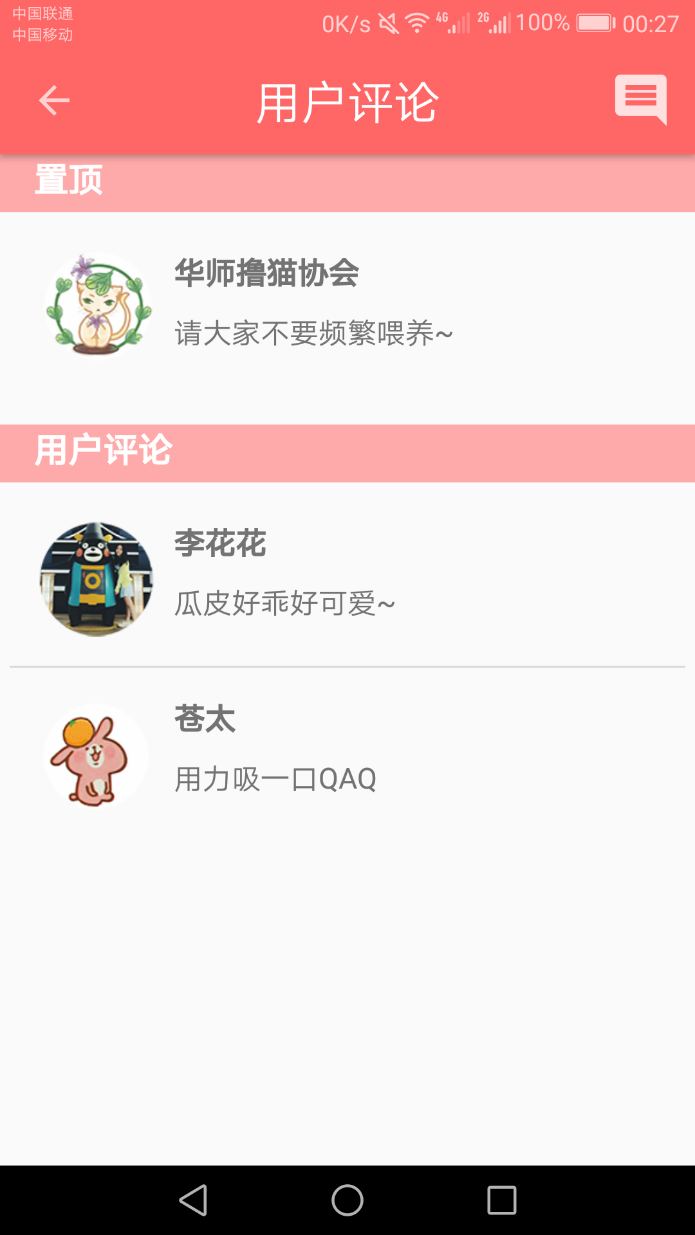 中国联通
中国移动
0K/s 4G 2G 100% 00:27
用户评论
置顶
华师撸猫协会
请大家不要频繁喂养~
用户评论
李花花
瓜皮好乖好可爱~
苍太
用力吸一口QAQ